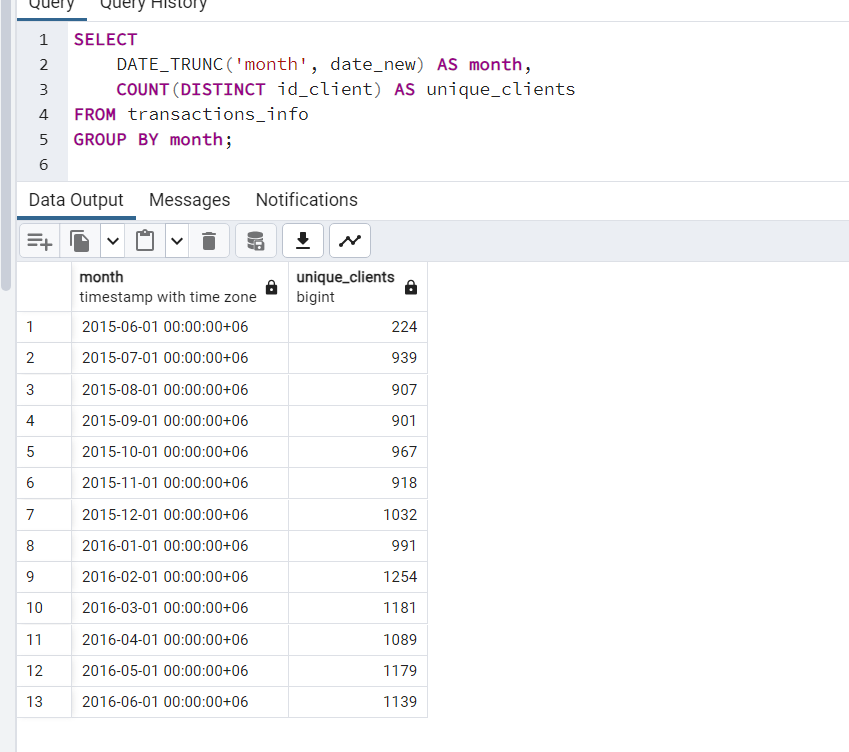 Query Query History
1 SELECT
2 DATE_TRUNC('month', date_new) AS month,
3 COUNT(DISTINCT id_client) AS unique_clients
4 FROM transactions_info
5 GROUP BY month;
6
Data Output Messages Notifications
month unique_clients
timestamp with time zone bigint
1 2015-06-01 00:00:00+06 224
2 2015-07-01 00:00:00+06 939
3 2015-08-01 00:00:00+06 907
4 2015-09-01 00:00:00+06 901
5 2015-10-01 00:00:00+06 967
6 2015-11-01 00:00:00+06 918
7 2015-12-01 00:00:00+06 1032
8 2016-01-01 00:00:00+06 991
9 2016-02-01 00:00:00+06 1254
10 2016-03-01 00:00:00+06 1181
11 2016-04-01 00:00:00+06 1089
12 2016-05-01 00:00:00+06 1179
13 2016-06-01 00:00:00+06 1139